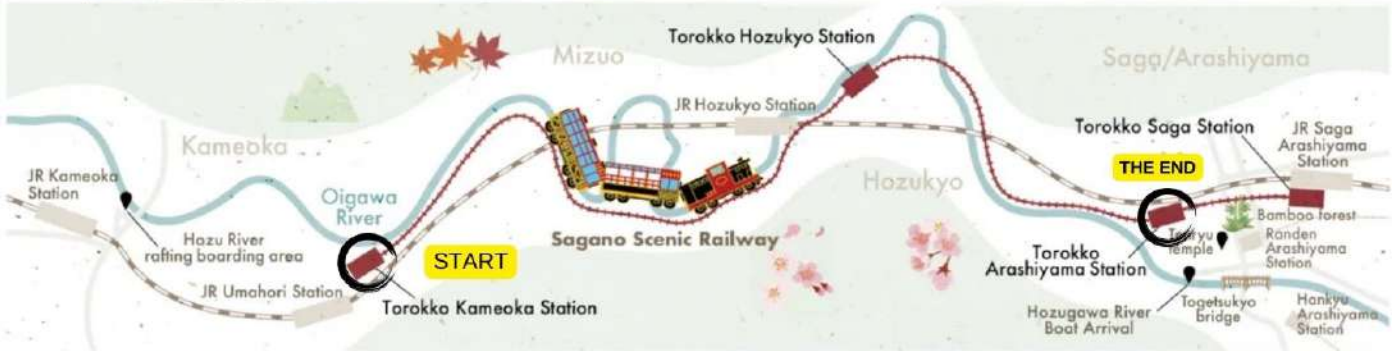 Torokko Hozukyo Station
Mizuo
Saga/Arashiyama
JR Hozukyo Station
Torokko Saga Station
JR Saga
Arashiyama
Station
Kameoka
THE END
JR Kameoka
Station
Oigawa
River
Hozukyo
Bamboo forest
Hozu River
rafting boarding area
START
Sagano Scenic Railway
Torokko
Arashiyama Station
temple
Randen
Arashiyama
Station
JR Umahori Station
Torokko Kameoka Station
Hozugawa River
Boat Arrival
Togetsukyo
bridge
Hankyu
Arashiyama
Station